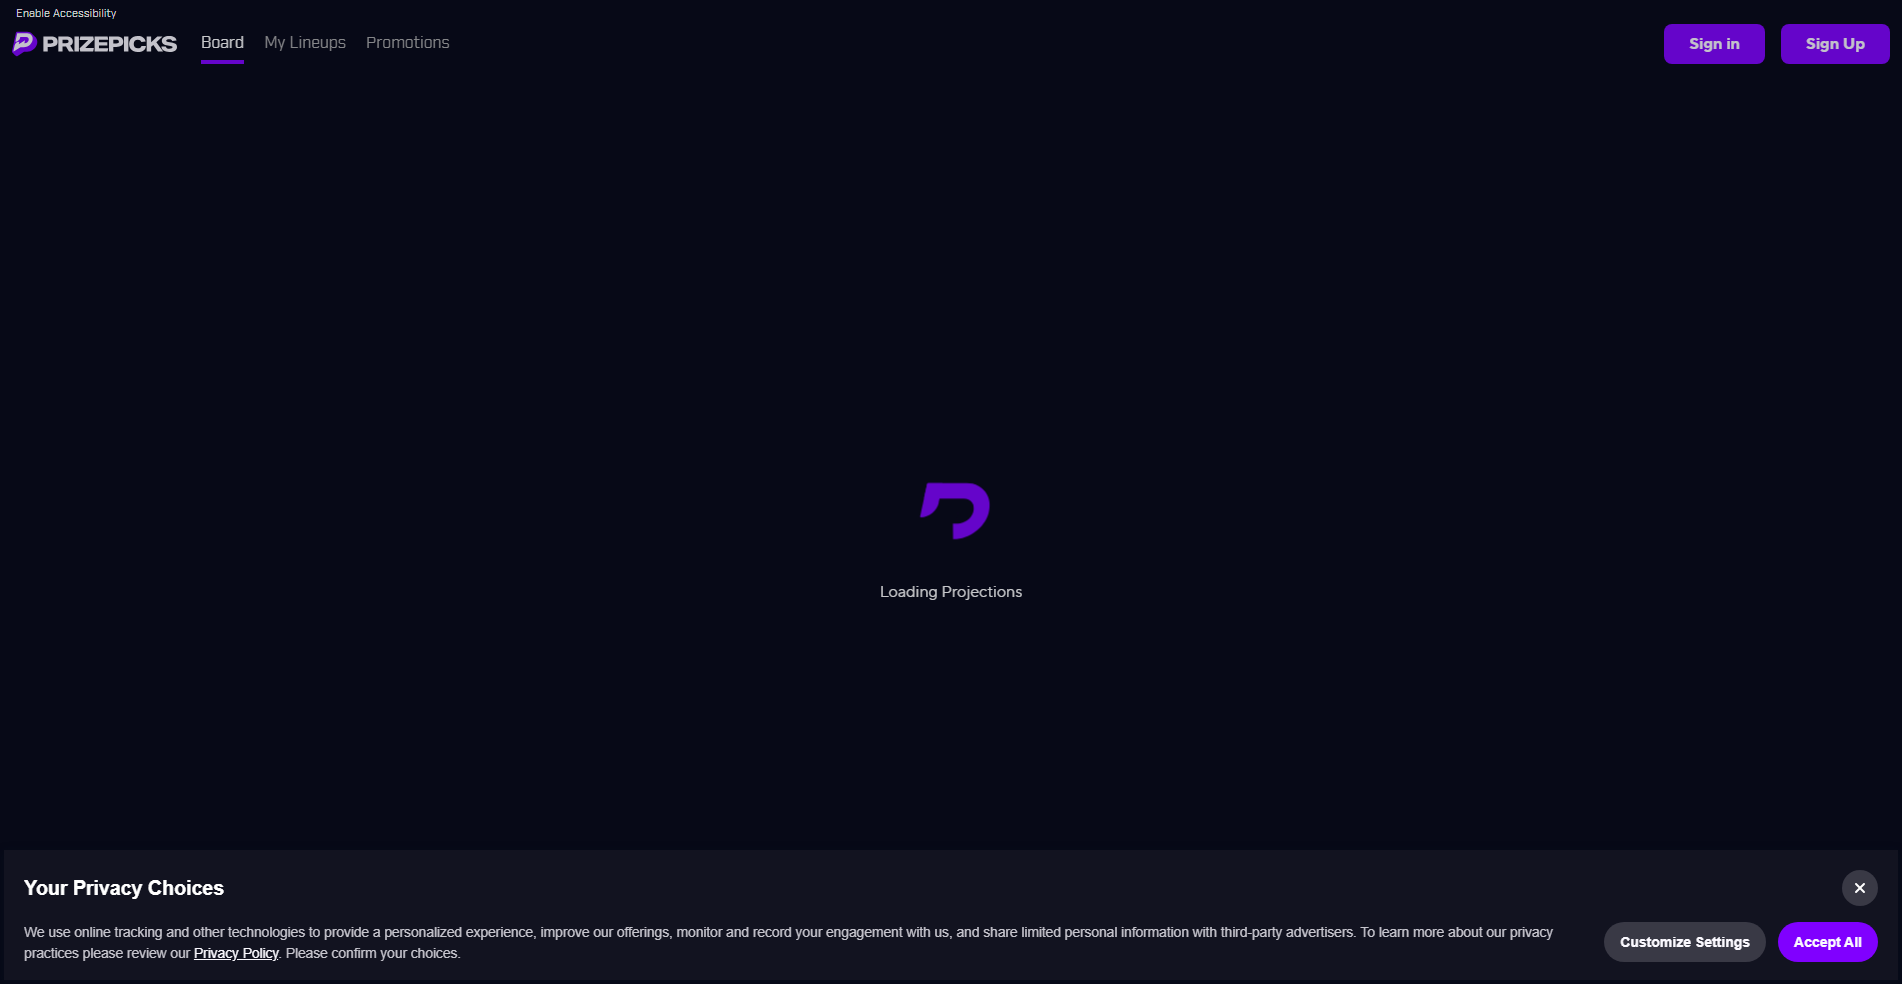 Enable Accessibility
PRIZEPICKS Board My Lineups Promotions Sign in Sign Up
Loading Projections
Your Privacy Choices
We use online tracking and other technologies to provide a personalized experience, improve our offerings, monitor and record your engagement with us, and share limited personal information with third-party advertisers. To learn more about our privacy
practices please review our Privacy Policy. Please confirm your choices.
Customize Settings Accept All